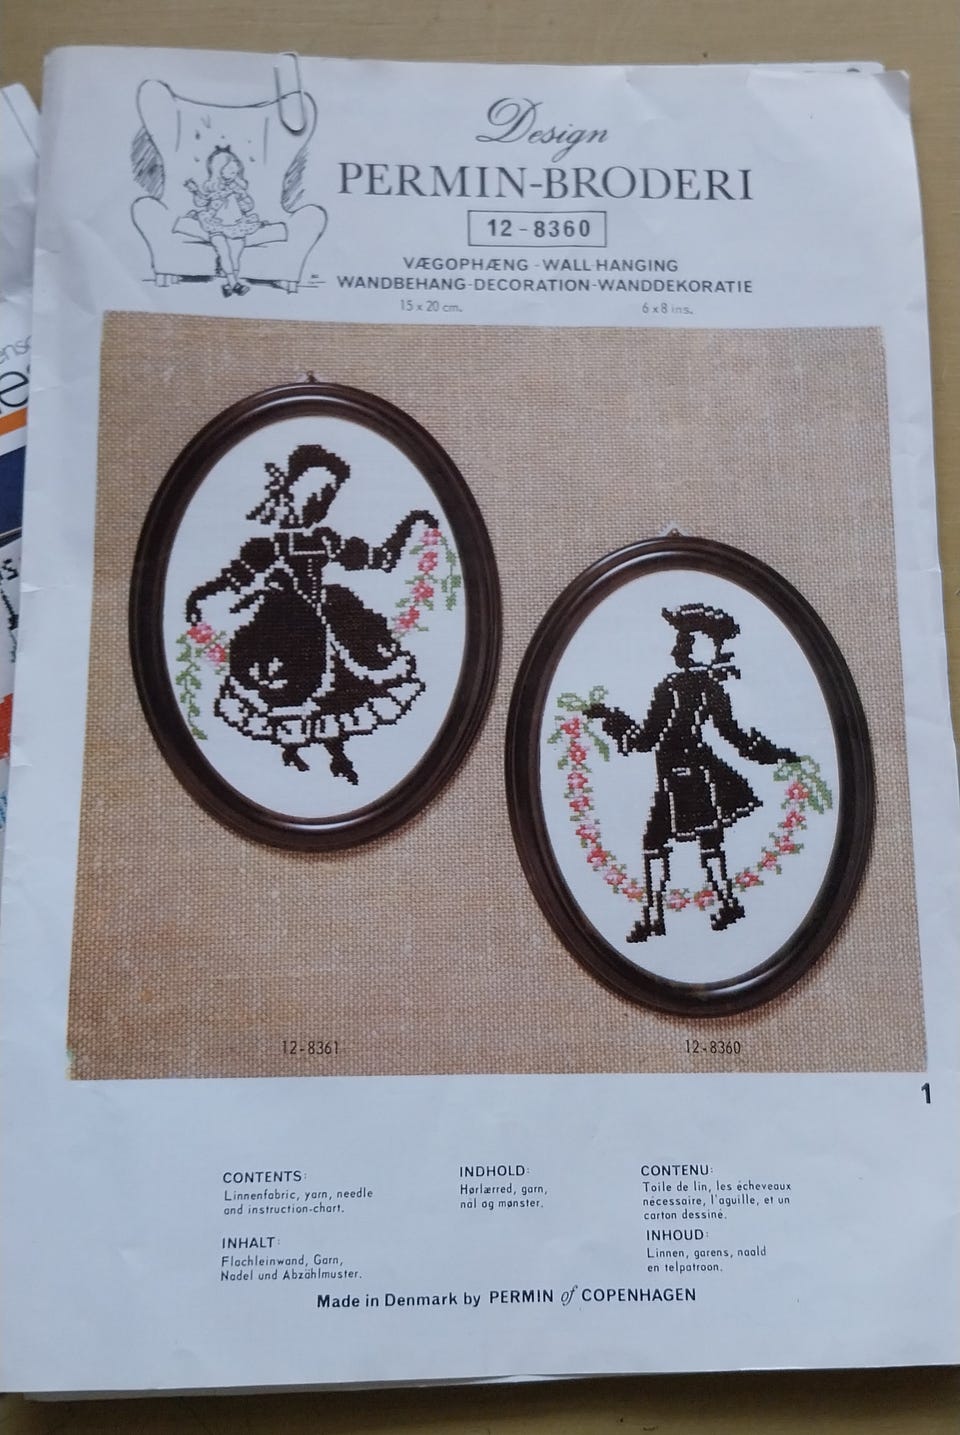 Design
PERMIN-BRODERI
12-8360
VÆGOPHÆNG-WALL HANGING
WANDBEHANG-DECORATION-WANDDEKORATIE
15 x 20 cm. 6 x 8 ins.
12-8361
12-8360
1
CONTENTS:
Linnenfabric, yarn, needle
and instruction-chart.
INDHOLD:
Hørlærred, garn,
nål og mønster.
CONTENU:
Toile de lin, les écheveaux
nécessaire, l'aguille, et un
carton dessiné.
INHALT:
Flachleinwand, Garn,
Nadel und Abzählmuster.
INHOUD:
Linnen, garens, naald
en telpatroon.
Made in Denmark by PERMIN of COPENHAGEN